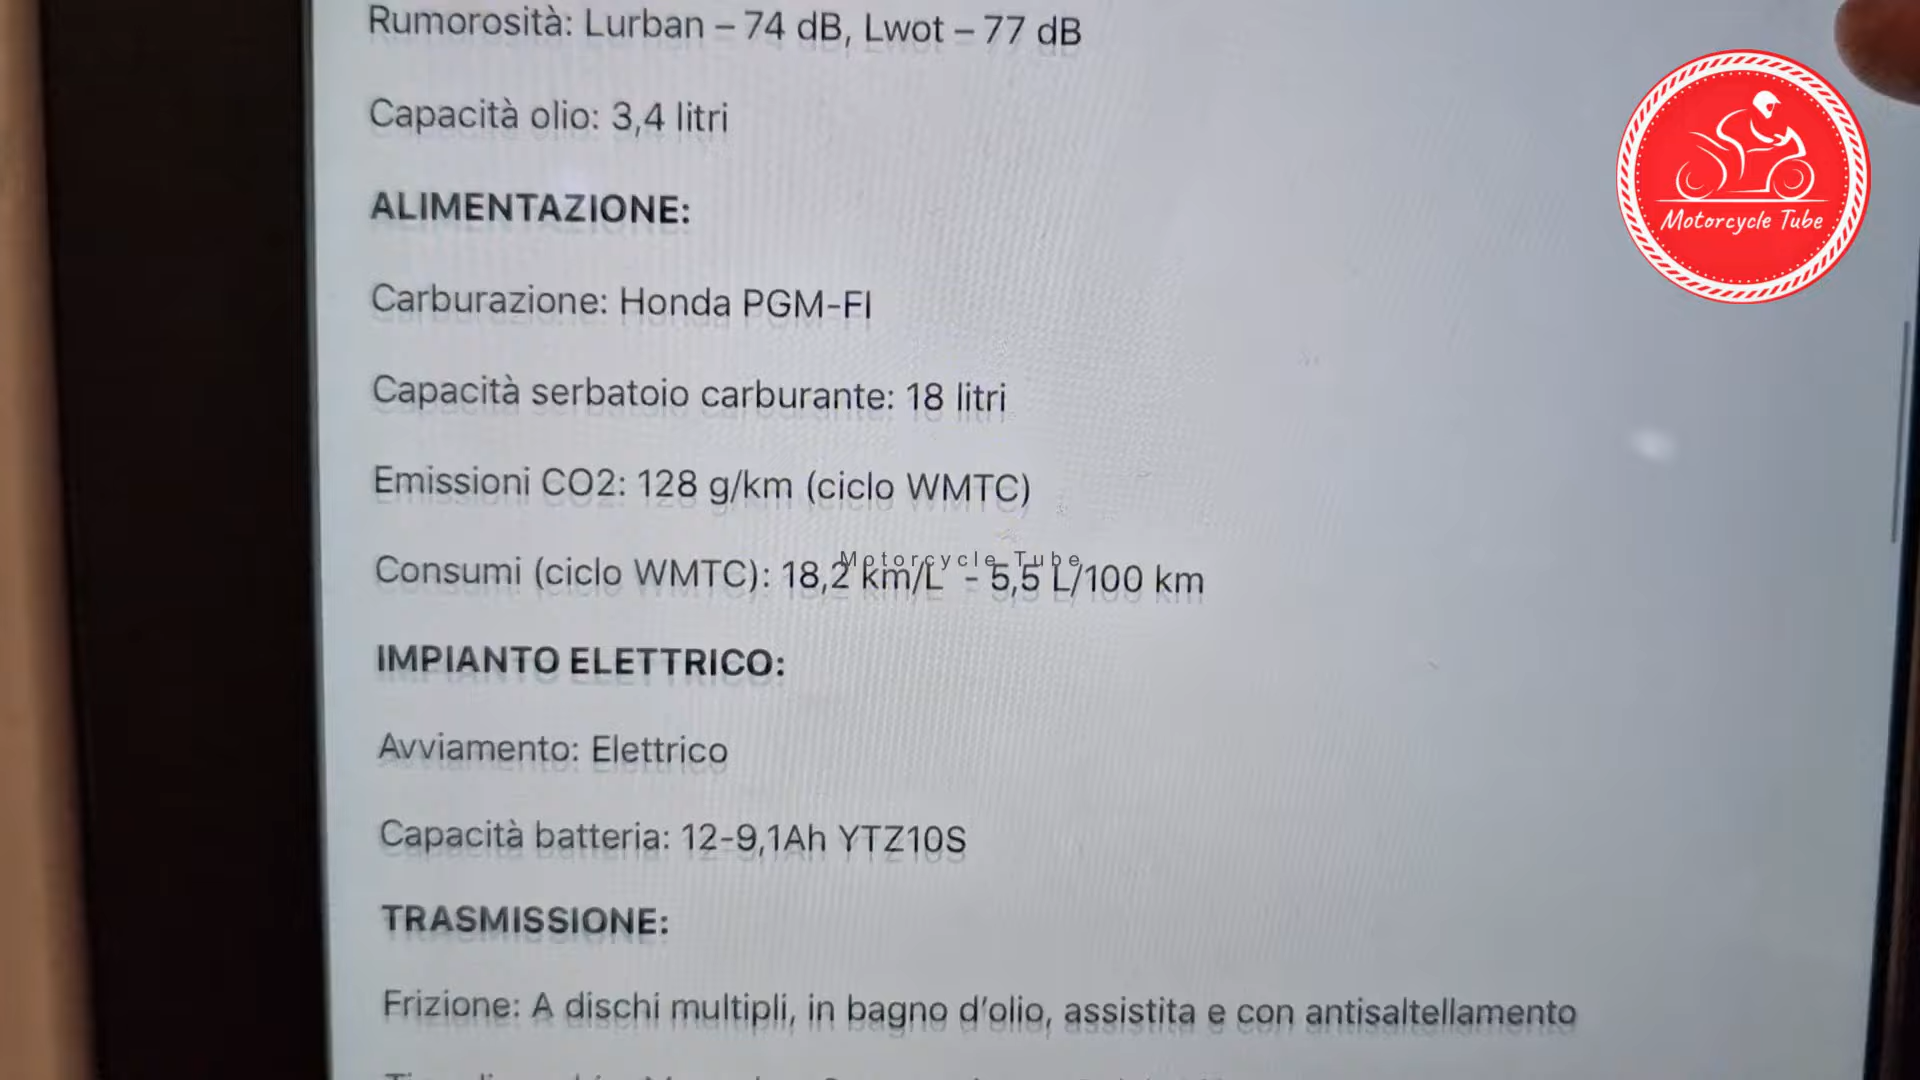 Rumorosità: Lurban – 74 dB, Lwot – 77 dB
Capacità olio: 3,4 litri
Motorcycle Tube
ALIMENTAZIONE:
Carburazione: Honda PGM-FI
Capacità serbatoio carburante: 18 litri
Emissioni CO2: 128 g/km (ciclo WMTC)
Motorcycle Tube
Consumi (ciclo WMTC): 18,2 km/L - 5,5 L/100 km
IMPIANTO ELETTRICO:
Avviamento: Elettrico
Capacità batteria: 12-9,1Ah YTZ10S
TRASMISSIONE:
Frizione: A dischi multipli, in bagno d'olio, assistita e con antisaltellamento